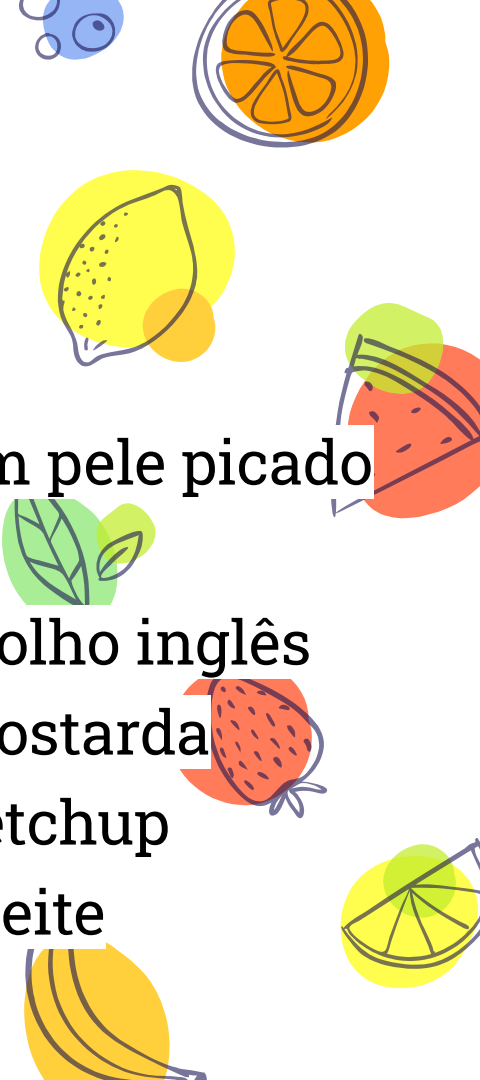 m pele picado
olho inglês
ostarda
etchup
eite